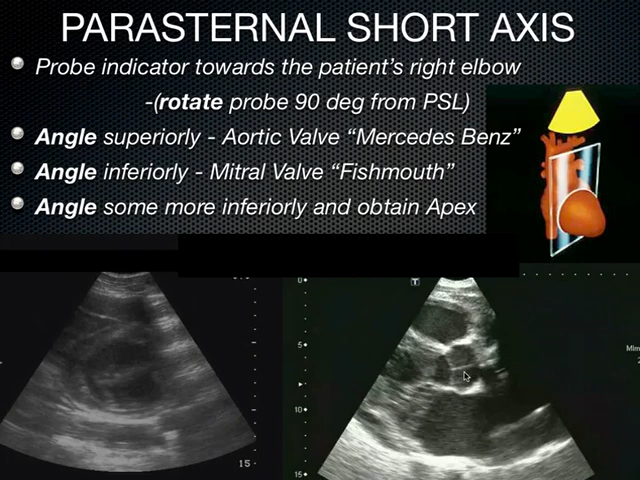 PARASTERNAL SHORT AXIS
Probe indicator towards the patient's right elbow
-(rotate probe 90 deg from PSL)
Angle superiorly - Aortic Valve “Mercedes Benz”
Angle inferiorly - Mitral Valve “Fishmouth”
Angle some more inferiorly and obtain Apex
0
T
5
10
15
15